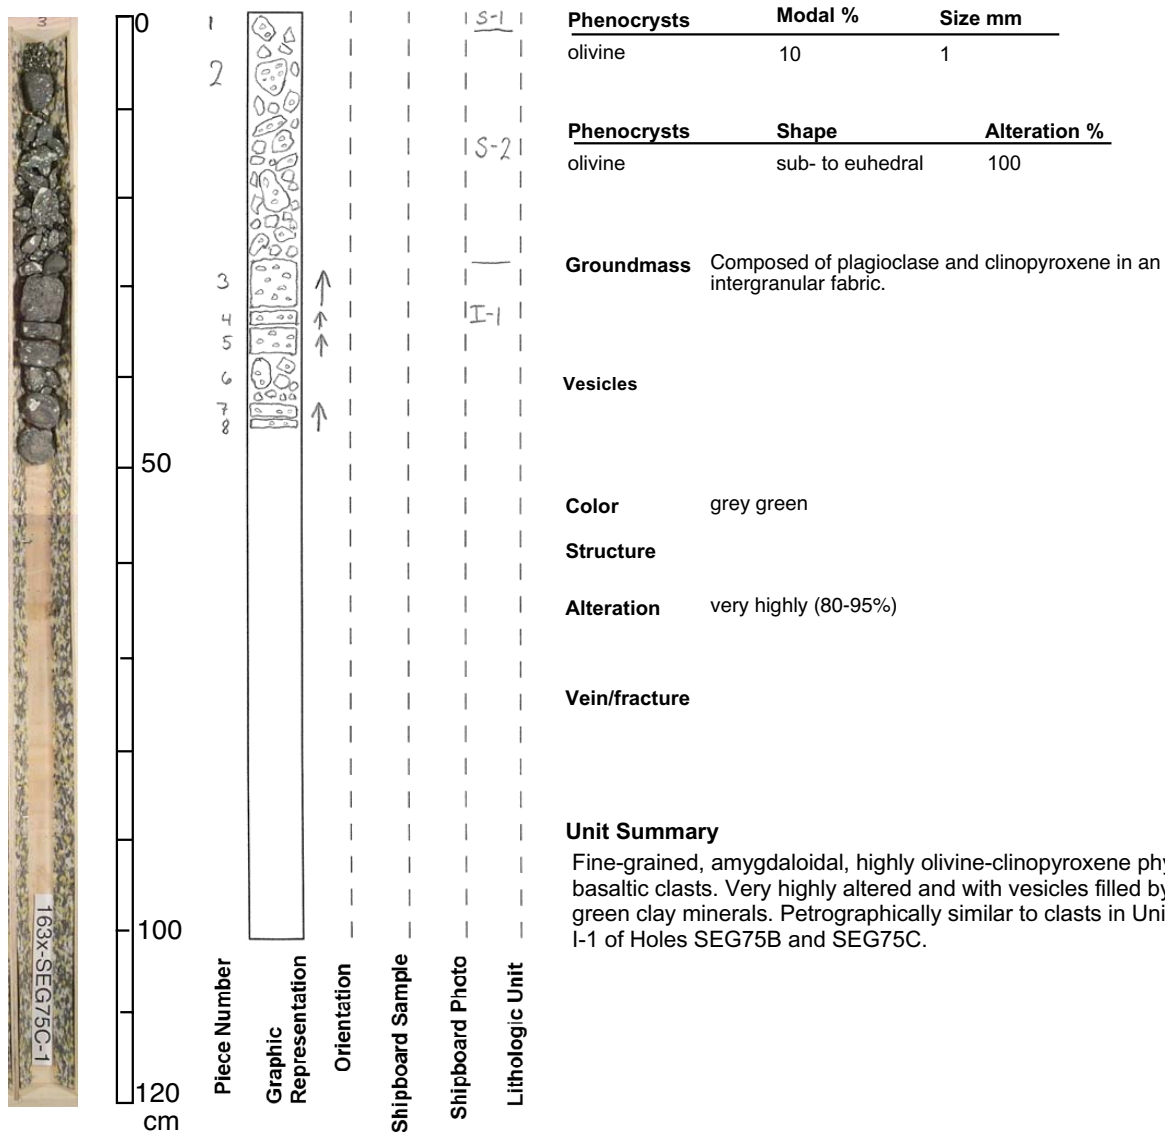 3
163x-SEG75C-1
0
50
100
120
cm
1
2
3
4
5
6
7
8
S-1
S-2
I-1
Piece Number
Graphic
Representation
Orientation
Shipboard Sample
Shipboard Photo
Lithologic Unit
Phenocrysts Modal % Size mm
olivine 10 1
Phenocrysts Shape Alteration %
olivine sub- to euhedral 100
Groundmass Composed of plagioclase and clinopyroxene in an
intergranular fabric.
Vesicles
Color grey green
Structure
Alteration very highly (80-95%)
Vein/fracture
Unit Summary
Fine-grained, amygdaloidal, highly olivine-clinopyroxene phy
basaltic clasts. Very highly altered and with vesicles filled by
green clay minerals. Petrographically similar to clasts in Uni
I-1 of Holes SEG75B and SEG75C.